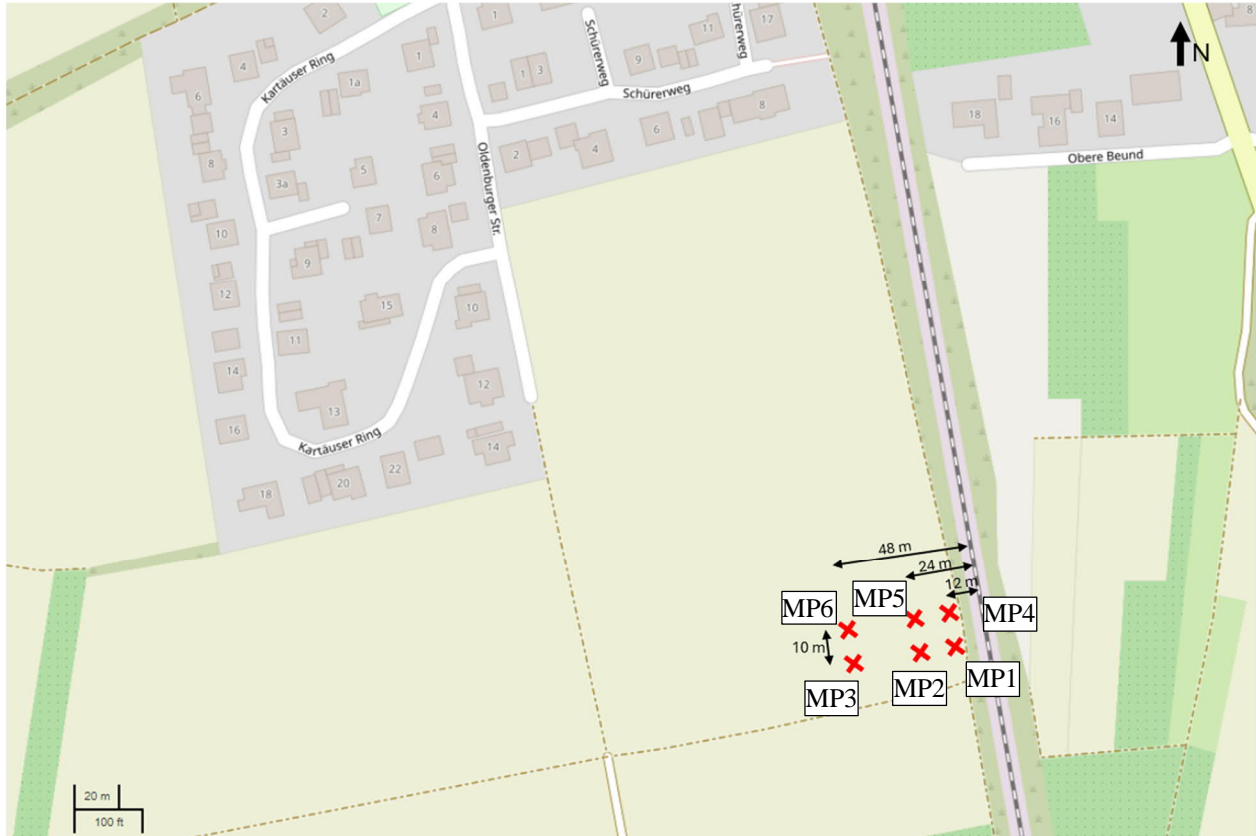 2
1
17
8
Schürerweg
Schürerweg
11
N
4
1
Kartäuser Ring
1
3
9
6
1a
Schürerweg
8
3
4
Oldenburger Str.
18
16
14
2
4
6
Obere Beund
8
5
6
3a
7
8
10
9
12
15
10
11
14
12
13
16
Kartäuser Ring
14
22
20
18
48 m
24 m
12 m
MP6
MP5
MP4
10 m
MP3
MP2
MP1
20 m
100 ft